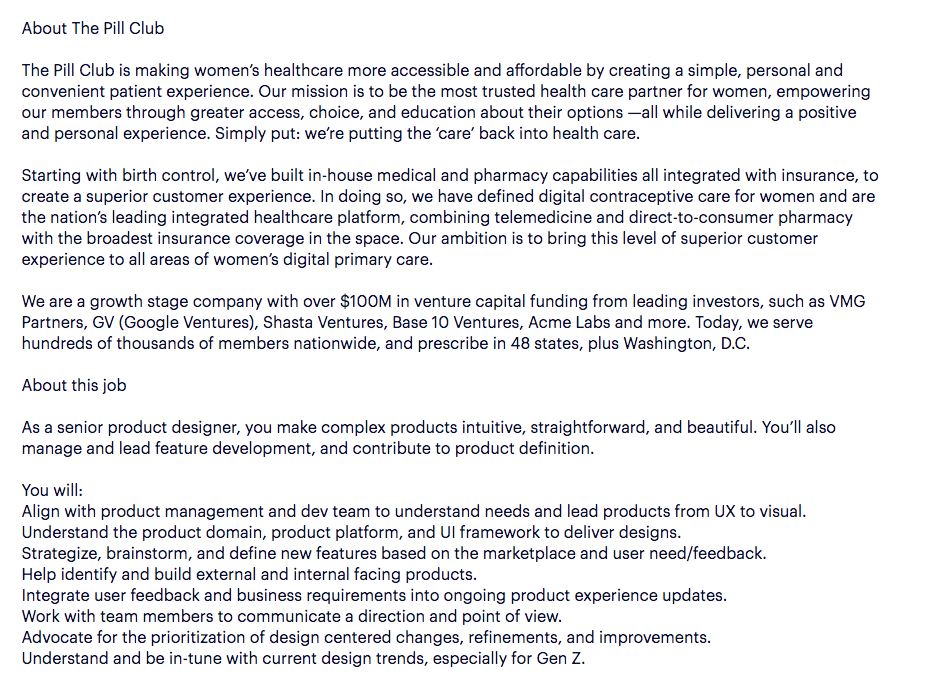 About The Pill Club
The Pill Club is making women’s healthcare more accessible and affordable by creating a simple, personal and
convenient patient experience. Our mission is to be the most trusted health care partner for women, empowering
our members through greater access, choice, and education about their options —all while delivering a positive
and personal experience. Simply put: we’re putting the ‘care’ back into health care.
Starting with birth control, we’ve built in-house medical and pharmacy capabilities all integrated with insurance, to
create a superior customer experience. In doing so, we have defined digital contraceptive care for women and are
the nation’s leading integrated healthcare platform, combining telemedicine and direct-to-consumer pharmacy
with the broadest insurance coverage in the space. Our ambition is to bring this level of superior customer
experience to all areas of women’s digital primary care.
We are a growth stage company with over $100M in venture capital funding from leading investors, such as VMG
Partners, GV (Google Ventures), Shasta Ventures, Base 10 Ventures, Acme Labs and more. Today, we serve
hundreds of thousands of members nationwide, and prescribe in 48 states, plus Washington, D.C.
About this job
As a senior product designer, you make complex products intuitive, straightforward, and beautiful. You’ll also
manage and lead feature development, and contribute to product definition.
You will:
Align with product management and dev team to understand needs and lead products from UX to visual.
Understand the product domain, product platform, and UI framework to deliver designs.
Strategize, brainstorm, and define new features based on the marketplace and user need/feedback.
Help identify and build external and internal facing products.
Integrate user feedback and business requirements into ongoing product experience updates.
Work with team members to communicate a direction and point of view.
Advocate for the prioritization of design centered changes, refinements, and improvements.
Understand and be in-tune with current design trends, especially for Gen Z.